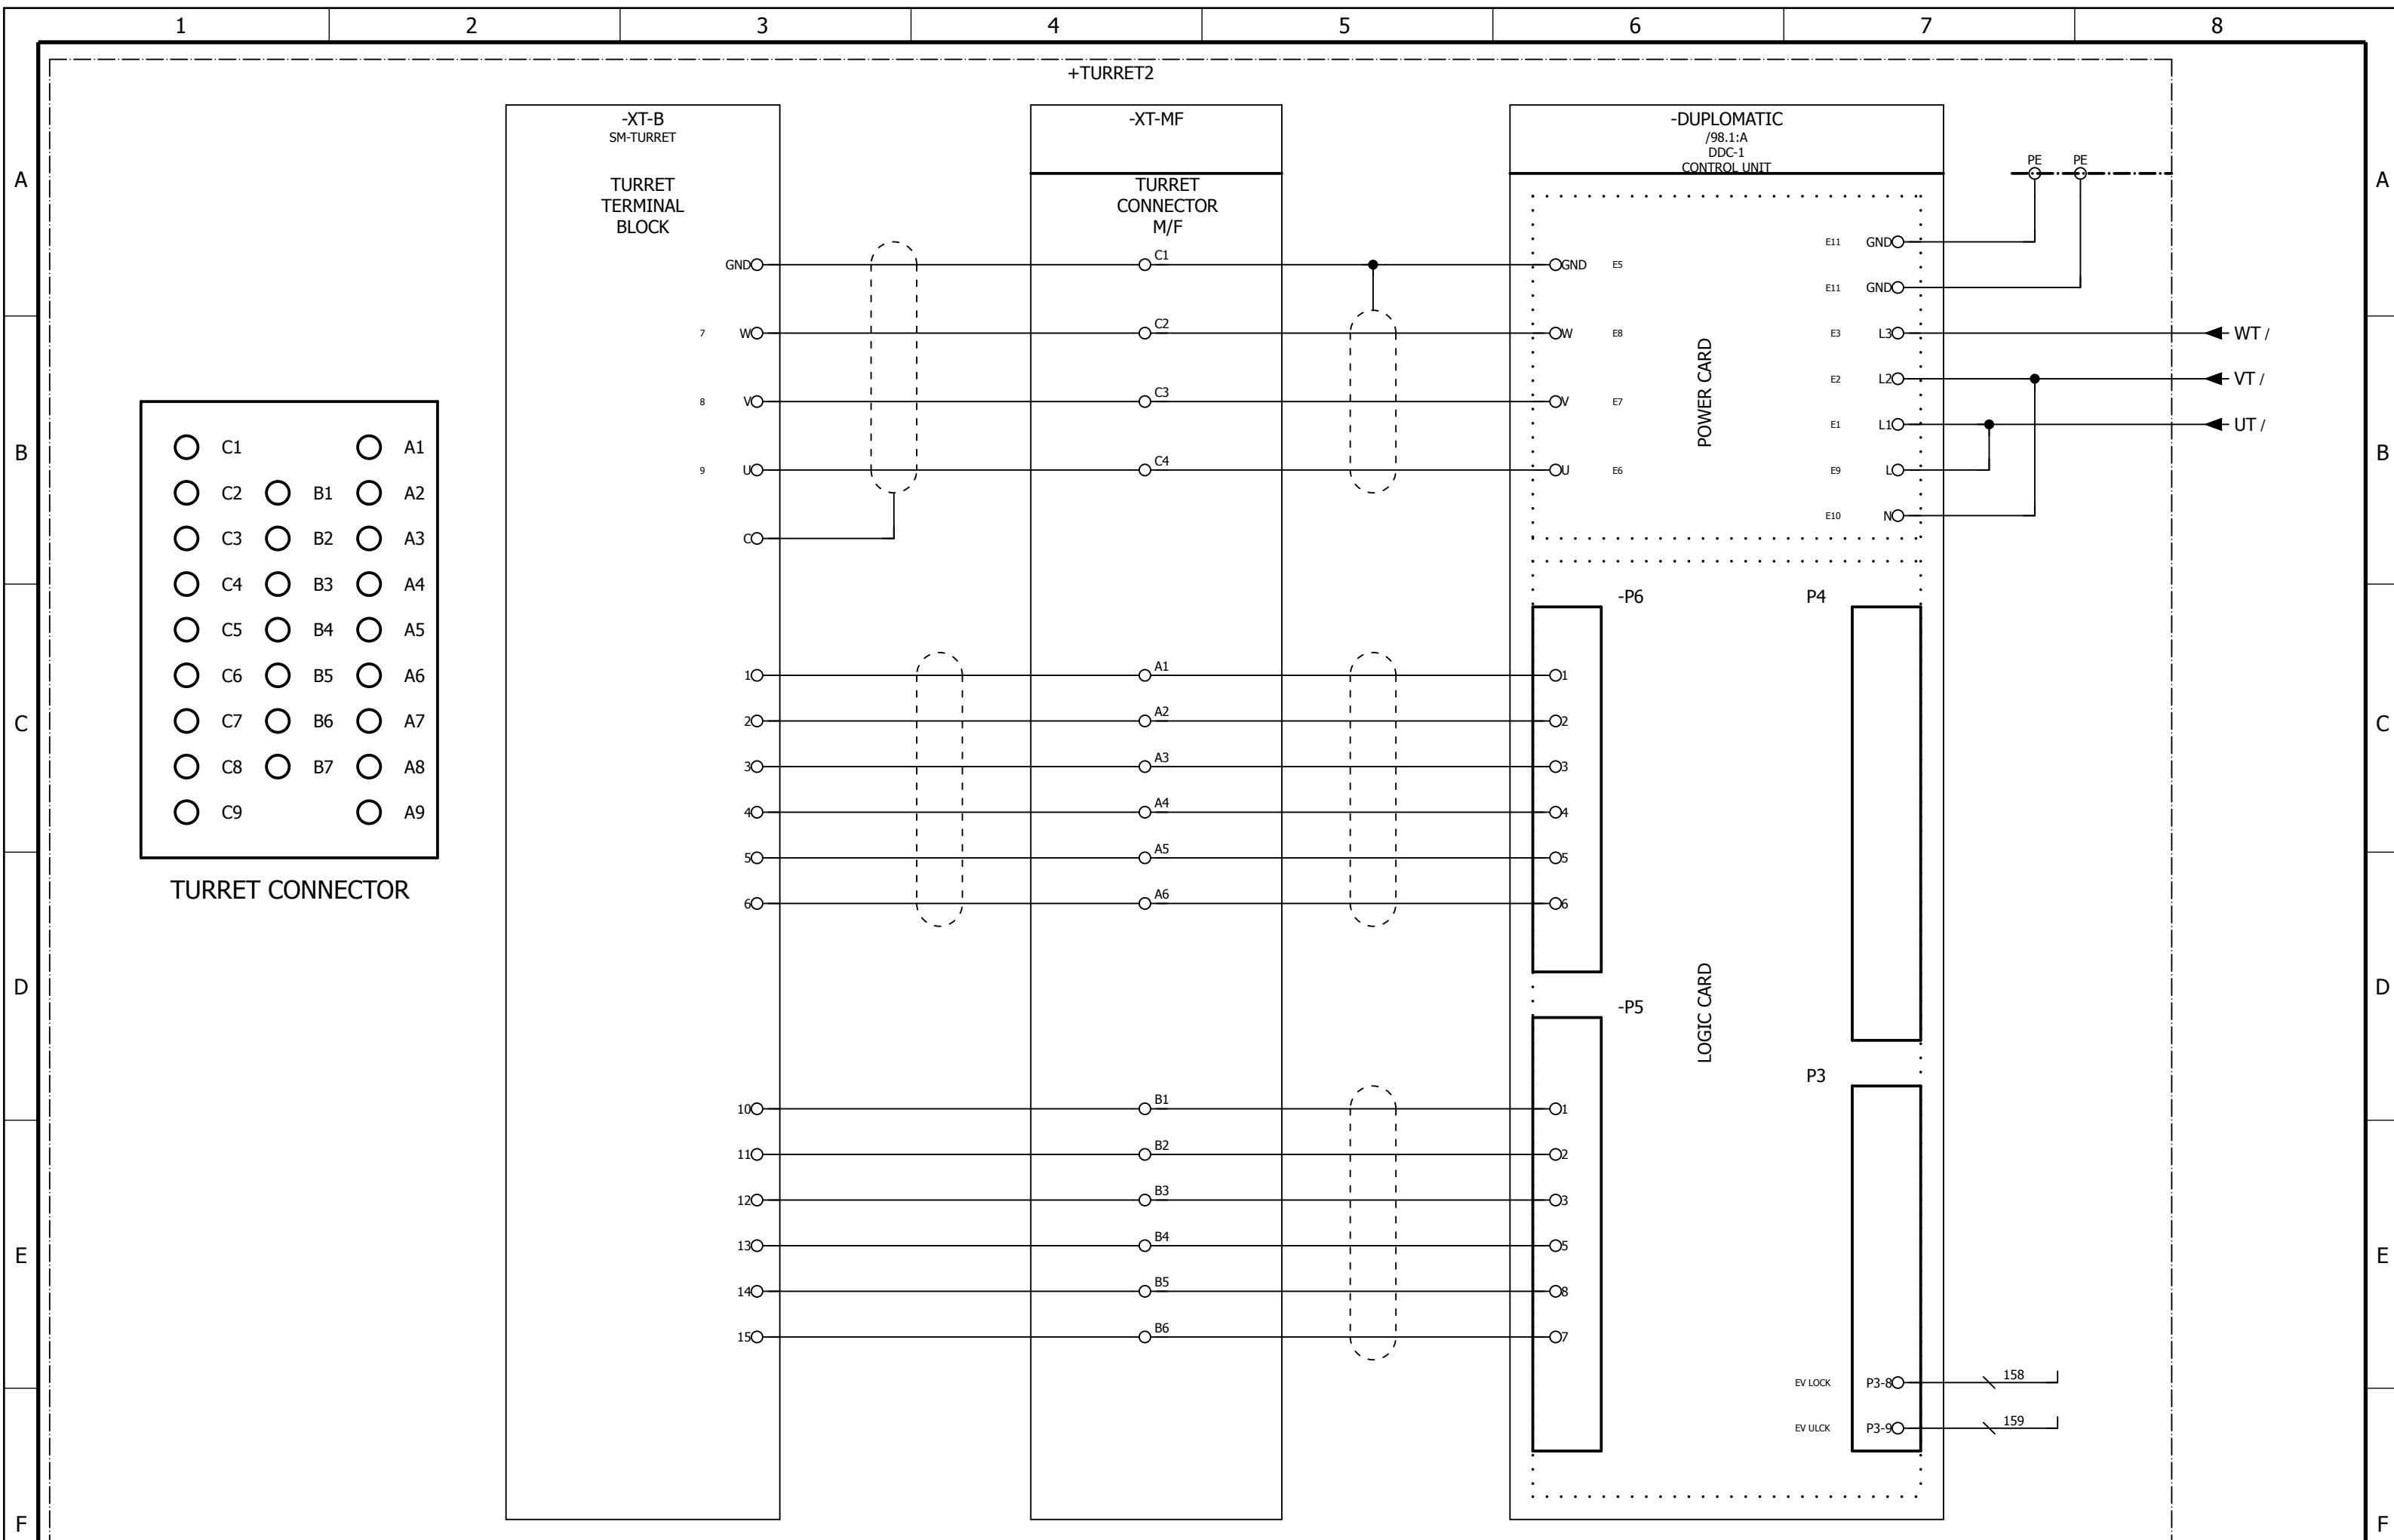 1 2 3 4 5 6 7 8
+TURRET2
-XT-B
SM-TURRET
TURRET
TERMINAL
BLOCK
-XT-MF
TURRET
CONNECTOR
M/F
-DUPLOMATIC
/98.1:A
DDC-1
CONTROL UNIT
PE PE
A A
E11 GND
GND C1 GND E5
E11 GND
7 W C2 W E8 E3 L3 WT /
POWER CARD
E2 L2 VT /
8 V C3 V E7
E1 L1 UT /
B B
9 U C4 U E6 E9 L
E10 N
C
C1 A1
C2 B1 A2
C3 B2 A3
C4 B3 A4
C5 B4 A5
C6 B5 A6
C7 B6 A7
C8 B7 A8
C9 A9
TURRET CONNECTOR
-P6 P4
1 A1 1
2 A2 2
C C
3 A3 3
4 A4 4
5 A5 5
6 A6 6
D D
-P5
LOGIC CARD
P3
10 B1 1
11 B2 2
12 B3 3
13 B4 5
E E
14 B5 8
15 B6 7
EV LOCK P3-8 158
EV ULCK P3-9 159
F F